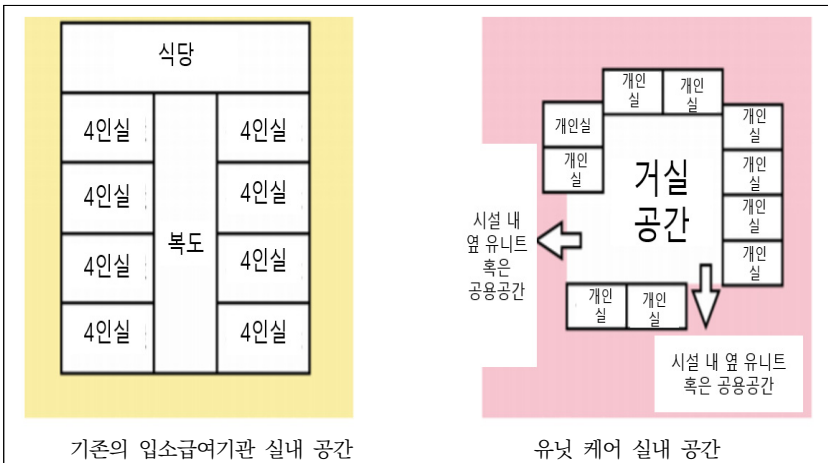 식당
4인실
4인실
4인실
4인실
4인실
4인실
4인실
4인실
복도
기존의 입소급여기관 실내 공간
개인
실
개인
실
개인실
개인
실
개인
실
개인
실
개인
실
개인
실
거실
공간
시설 내
옆 유니트
혹은
공용공간
개인
실
개인
실
시설 내 옆 유니트
혹은 공용공간
유닛 케어 실내 공간